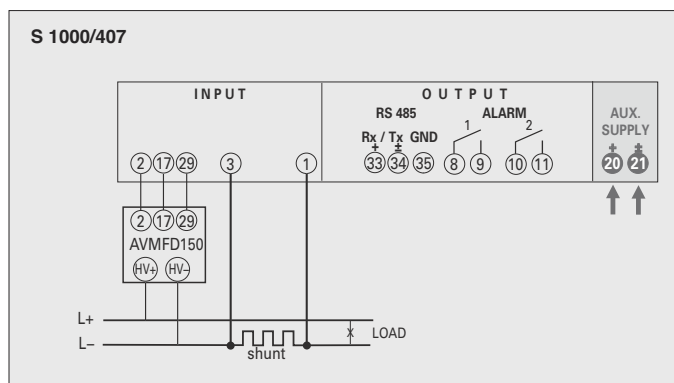 S 1000/407
INPUT
OUTPUT
RS 485 ALARM
1 2
AUX.
SUPPLY
Rx / Tx GND
+ ± + ±
2 17 29 3 1 33 34 35 8 9 10 11 20 21
2 17 29
AVMFD150
HV+ HV–
L+
x LOAD
L–
shunt